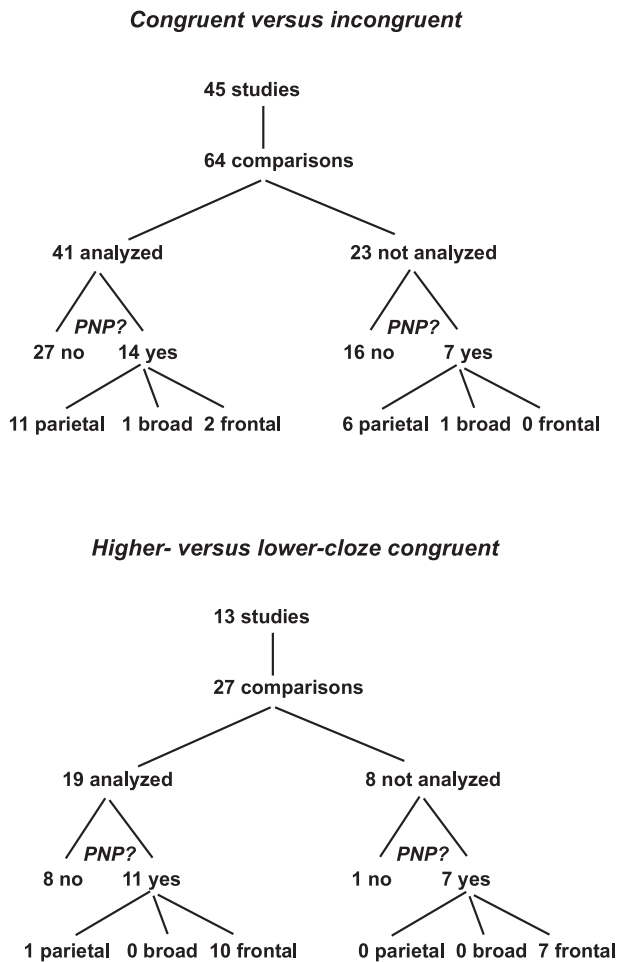 Congruent versus incongruent
45 studies
64 comparisons
41 analyzed 23 not analyzed
PNP? PNP?
27 no 14 yes 16 no 7 yes
11 parietal 1 broad 2 frontal 6 parietal 1 broad 0 frontal
Higher- versus lower-cloze congruent
13 studies
27 comparisons
19 analyzed 8 not analyzed
PNP? PNP?
8 no 11 yes 1 no 7 yes
1 parietal 0 broad 10 frontal 0 parietal 0 broad 7 frontal